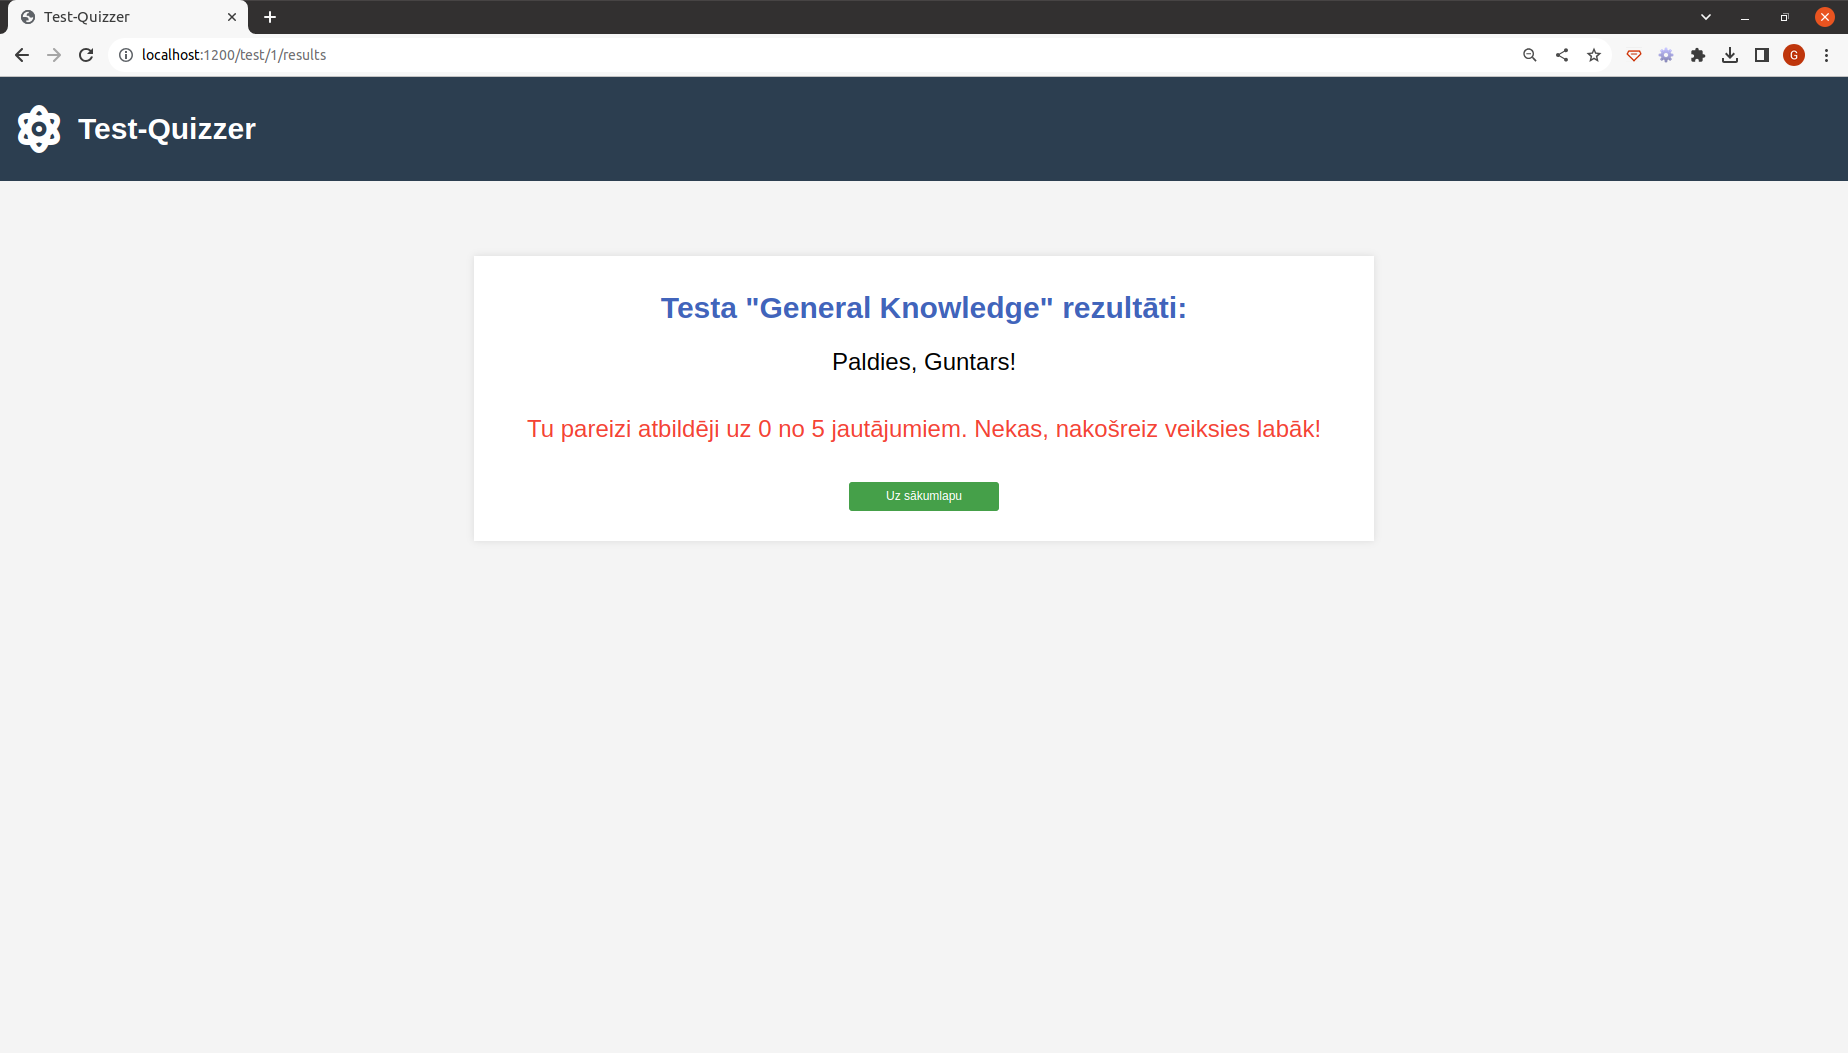 Test-Quizzer
localhost:1200/test/1/results
G
Test-Quizzer
Testa "General Knowledge" rezultāti:
Paldies, Guntars!
Tu pareizi atbildēji uz 0 no 5 jautājumiem. Nekas, nakošreiz veiksies labāk!
Uz sākumlapu